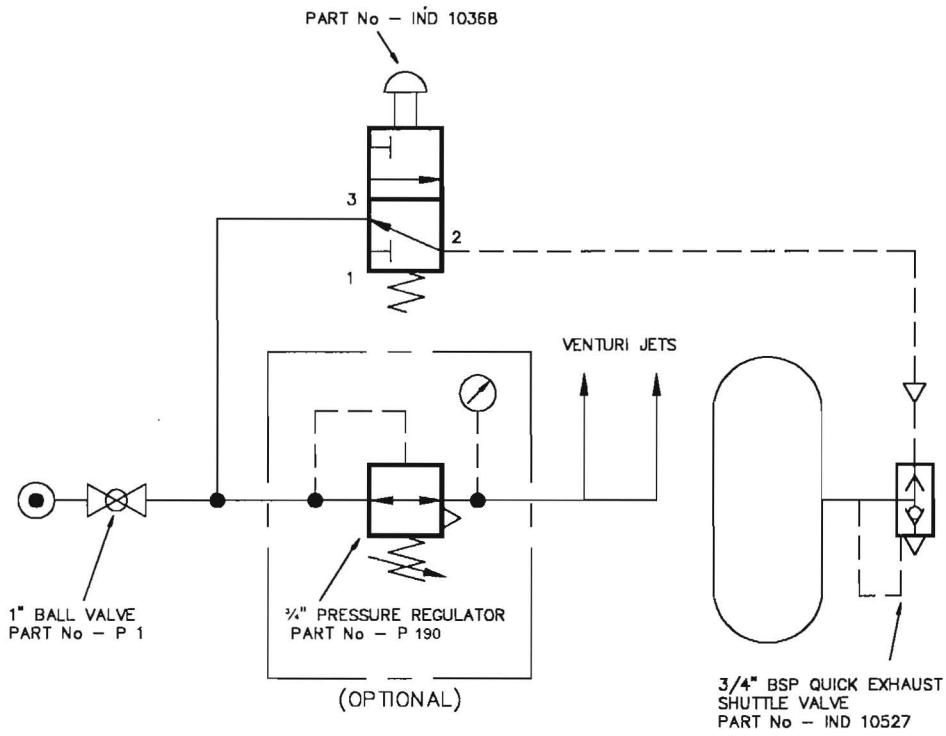 PART No – IND 10368
3
2
1
VENTURI JETS
1" BALL VALVE
PART No – P 1
¾" PRESSURE REGULATOR
PART No – P 190
(OPTIONAL)
3/4" BSP QUICK EXHAUST
SHUTTLE VALVE
PART No – IND 10527